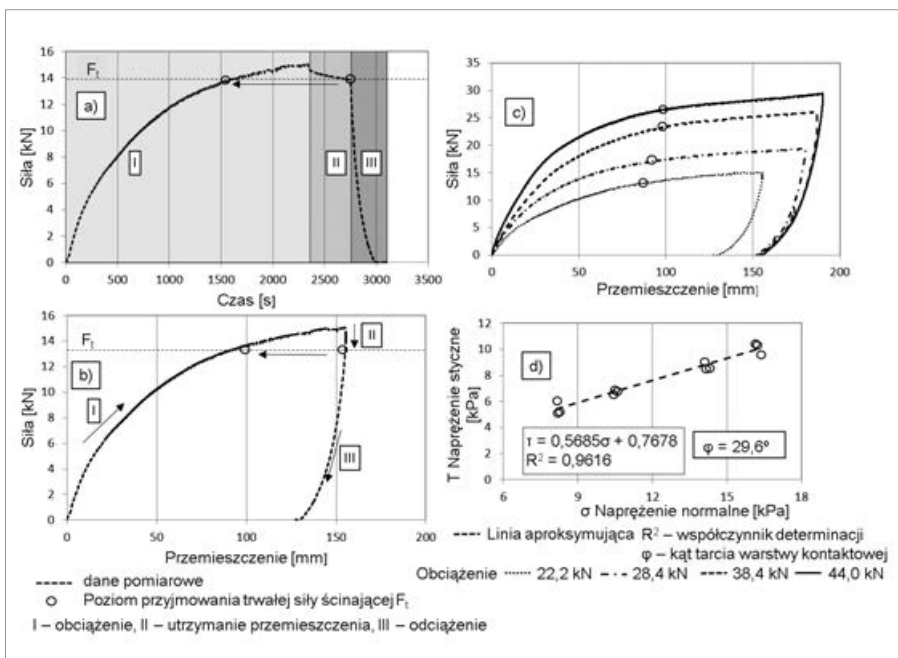 16
14
12
10
8
6
4
2
0
Siła [kN]
Fₜ
a)
I
II
III
0 500 1000 1500 2000 2500 3000 3500
Czas [s]
35
30
25
20
15
10
5
0
Siła [kN]
c)
0 50 100 150 200
Przemieszczenie [mm]
16
14
12
10
8
6
4
2
0
Siła [kN]
Fₜ
b)
I
II
III
0 50 100 150 200
Przemieszczenie [mm]
12
10
8
6
4
2
0
T Naprężenie styczne
[kPa]
d)
τ = 0,5685σ + 0,7678
R² = 0,9616
φ = 29,6º
6 9 12 15 18
σ Naprężenie normalne [kPa]
Linia aproksymująca R² – współczynnik determinacji
φ – kąt tarcia warstwy kontaktowej
Obciążenie 22,2 kN 28,4 kN 38,4 kN 44,0 kN
dane pomiarowe
Poziom przyjmowania trwałej siły ścinającej Fₜ
I – obciążenie, II – utrzymanie przemieszczenia, III – odciążenie